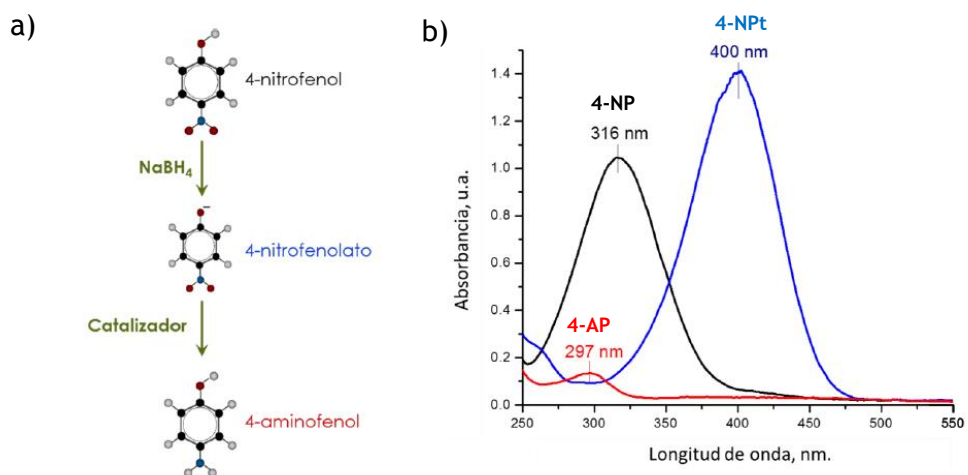 a)
4-nitrofenol
NaBH₄
4-nitrofenolato
Catalizador
4-aminofenol
b)
4-NPt
400 nm
4-NP
316 nm
4-AP
297 nm
1.4
1.2
1.0
0.8
0.6
0.4
0.2
0.0
Absorbancia, u.a.
250 300 350 400 450 500 550
Longitud de onda, nm.